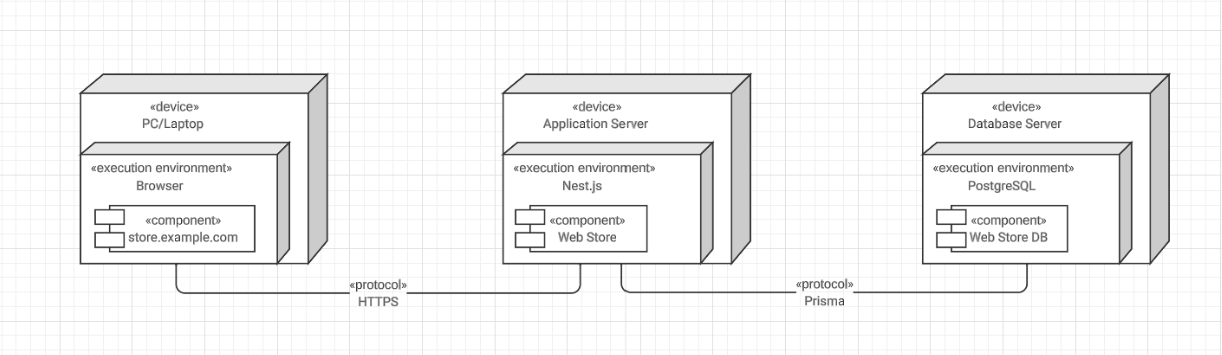 «device»
PC/Laptop
«execution environment»
Browser
«component»
store.example.com
«device»
Application Server
«execution environment»
Nest.js
«component»
Web Store
«device»
Database Server
«execution environment»
PostgreSQL
«component»
Web Store DB
«protocol»
HTTPS
«protocol»
Prisma